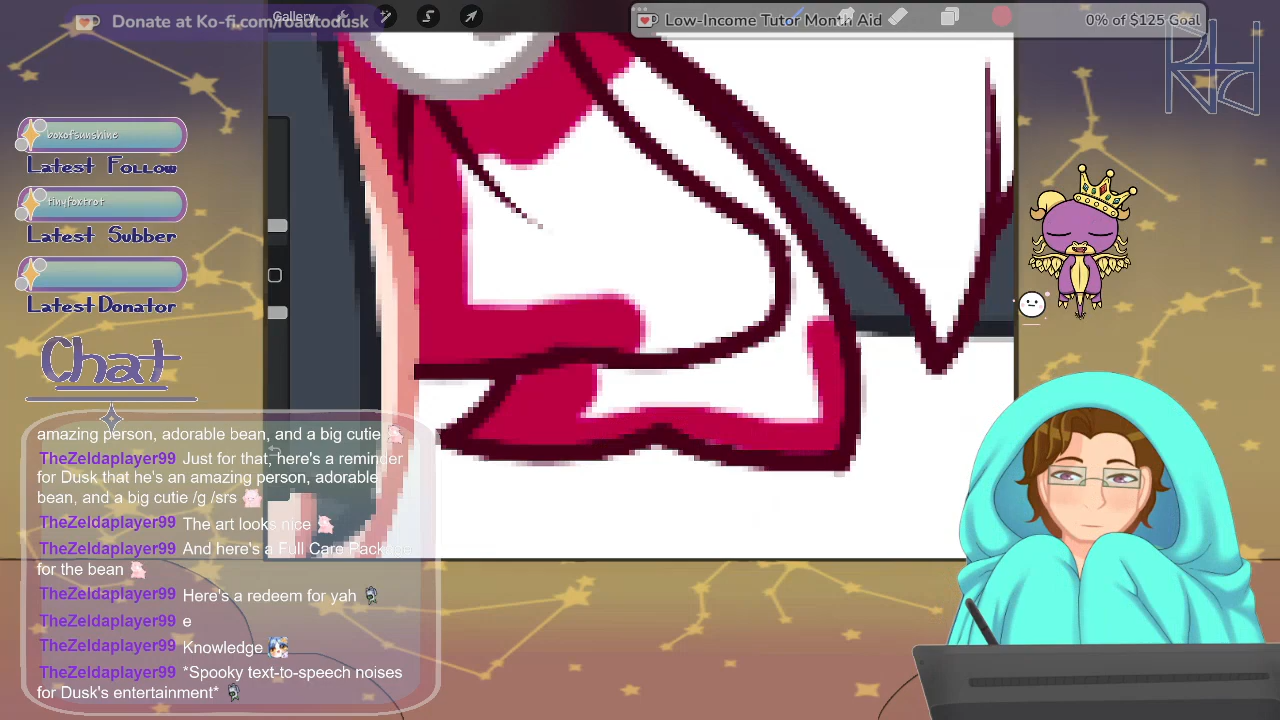 Donate at Ko-fi.com/rosatodusk
Gallery
Low-Income Tutor Month Aid
0% of $125 Goal
boxofsunshine
Latest Follow
tinyfoxtrot
Latest Subber
Latest Donator
Chat
amazing person, adorable bean, and a big cutie
TheZeldaplayer99 Just for that, here's a reminder
for Dusk that he's an amazing person, adorable
bean, and a big cutie /g /srs
TheZeldaplayer99 The art looks nice
TheZeldaplayer99 And here's a Full Care Package
for the bean
TheZeldaplayer99 Here's a redeem for yah
TheZeldaplayer99 e
TheZeldaplayer99 Knowledge
TheZeldaplayer99 *Spooky text-to-speech noises
for Dusk's entertainment*